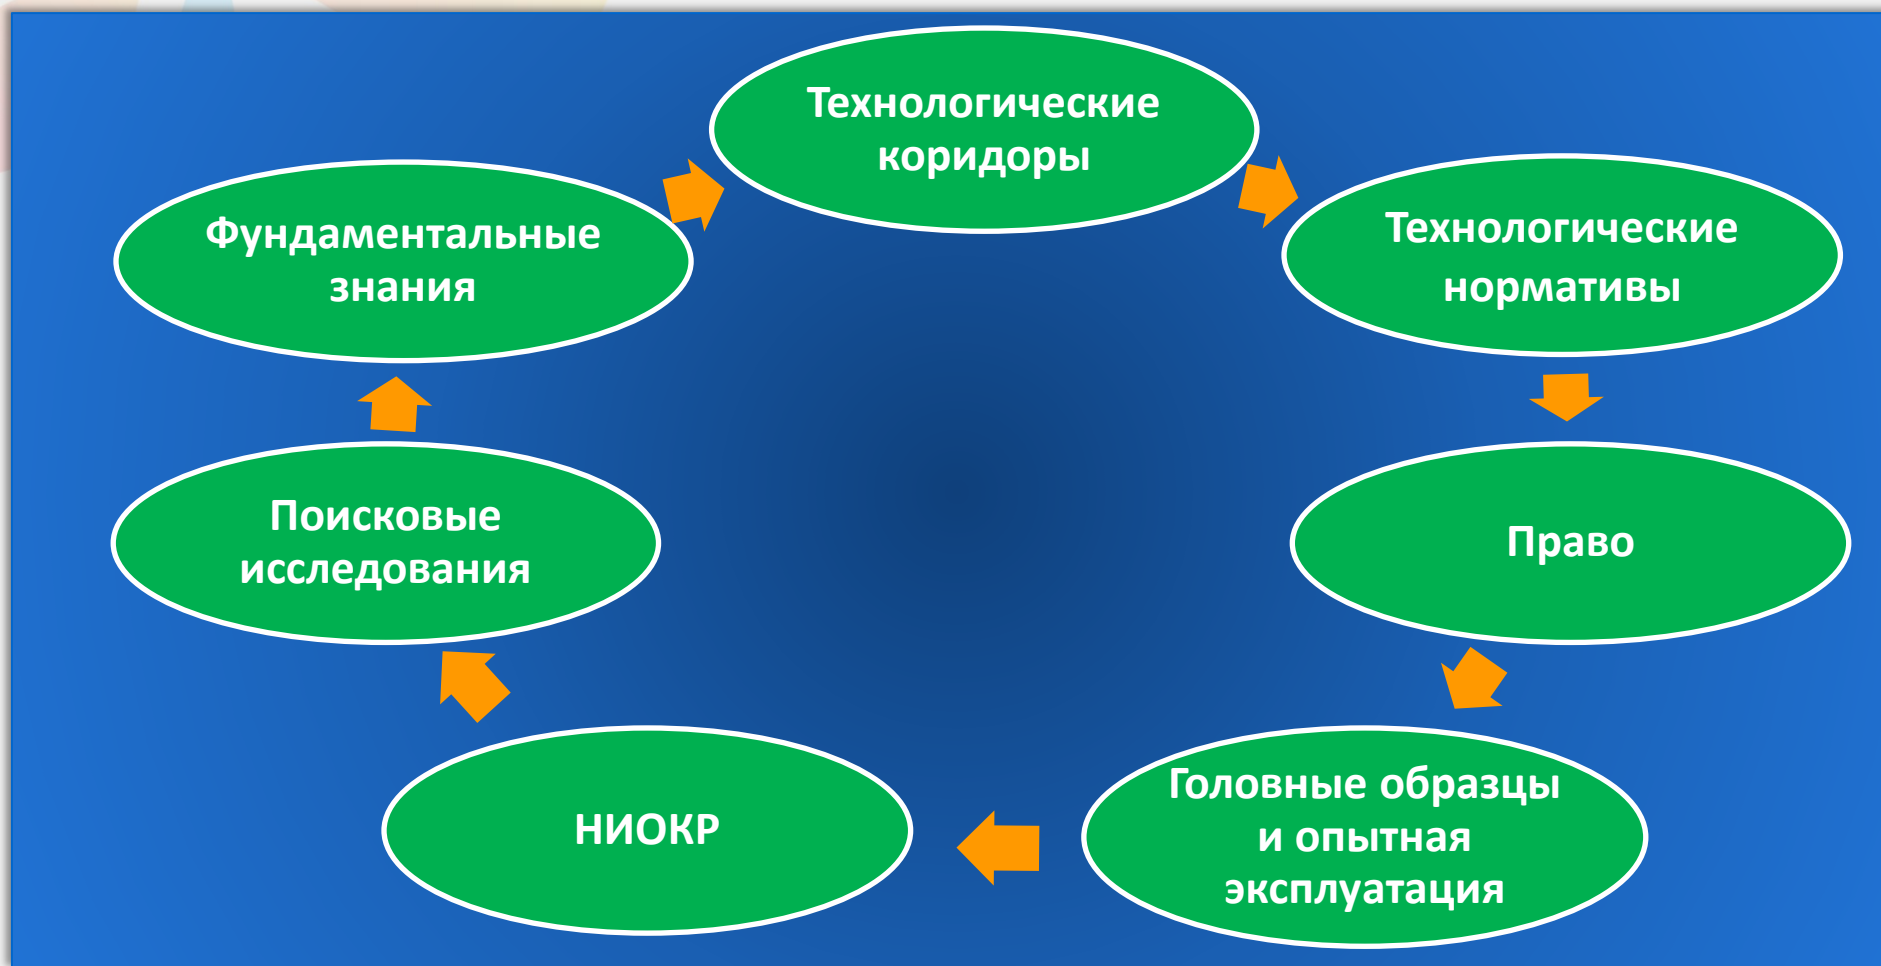 Технологические
коридоры
Технологические
нормативы
Право
Головные образцы
и опытная
эксплуатация
НИОКР
Поисковые
исследования
Фундаментальные
знания